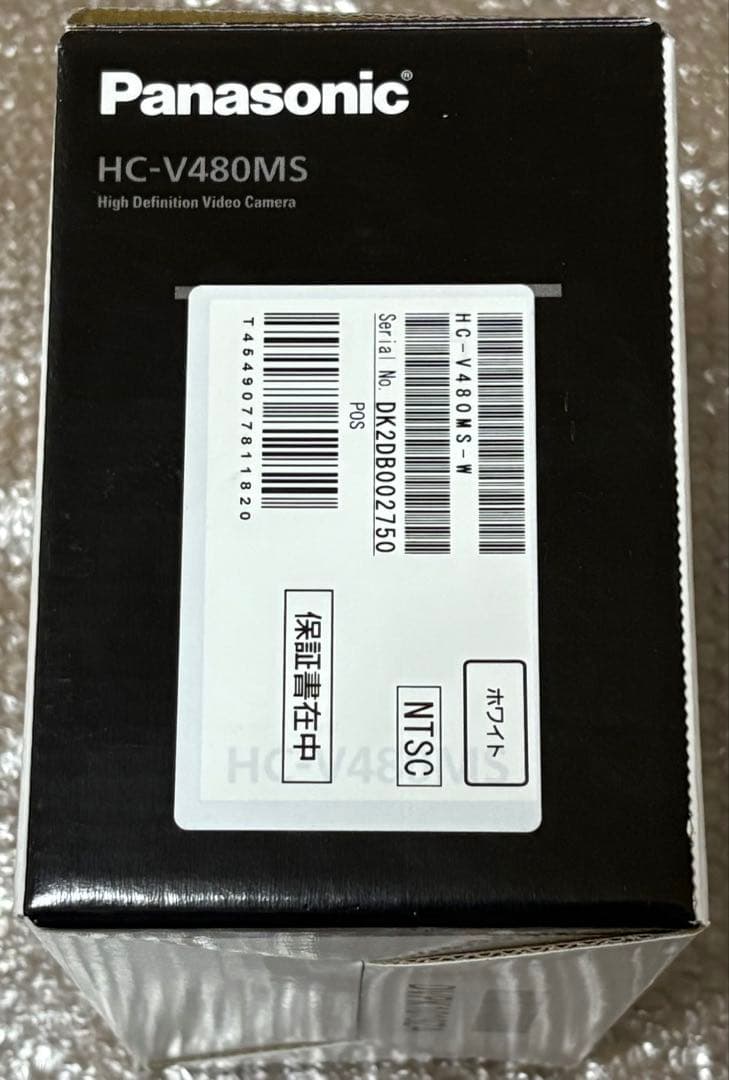 Panasonic®
HC-V480MS
High Definition Video Camera
HC-V480MS-W
Serial No. DK2DB002750
POS
T4549077811820
ホワイト
NTSC
保証書在中
HC-V480MS